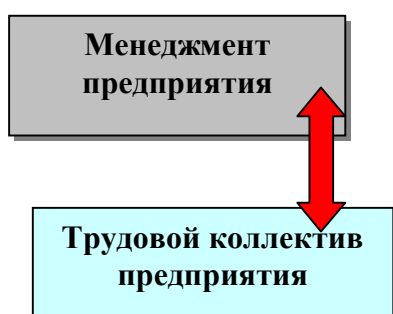 Менеджмент
предприятия
Трудовой коллектив
предприятия